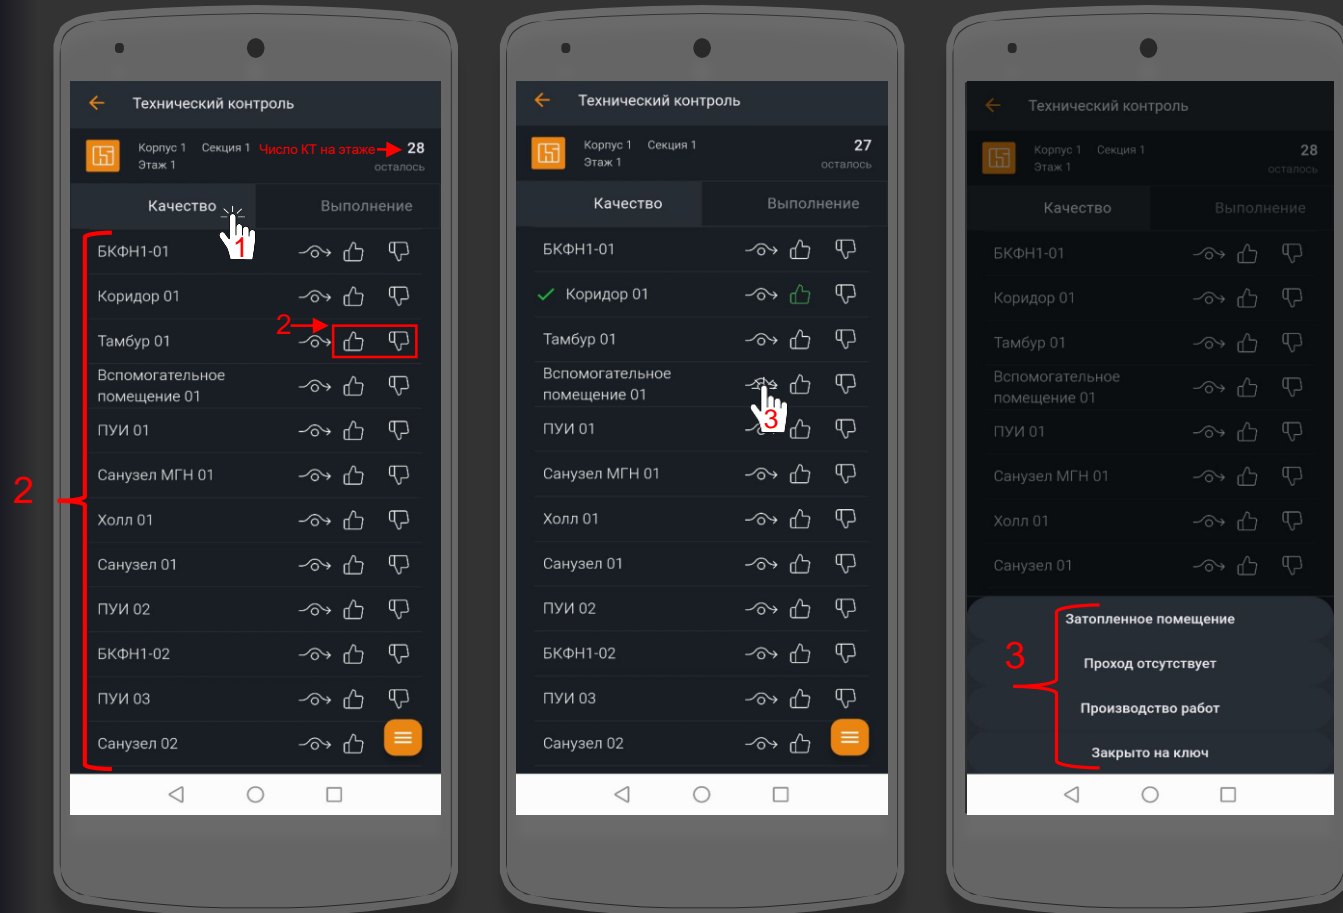 Технический контроль
Корпус 1 Секция 1 Число КТ на этаже 28
Этаж 1 осталось
Качество Выполнение
1
2
БКФН1-01
Коридор 01
2
Тамбур 01
Вспомогательное
помещение 01
ПУИ 01
Санузел МГН 01
Холл 01
Санузел 01
ПУИ 02
БКФН1-02
ПУИ 03
Санузел 02
Технический контроль
Корпус 1 Секция 1 27
Этаж 1 осталось
Качество Выполнение
БКФН1-01
Коридор 01
Тамбур 01
Вспомогательное
помещение 01
3
ПУИ 01
Санузел МГН 01
Холл 01
Санузел 01
ПУИ 02
БКФН1-02
ПУИ 03
Санузел 02
Технический контроль
Корпус 1 Секция 1 28
Этаж 1 осталось
Качество Выполнение
БКФН1-01
Коридор 01
Тамбур 01
Вспомогательное
помещение 01
ПУИ 01
Санузел МГН 01
Холл 01
Санузел 01
3
Затопленное помещение
Проход отсутствует
Производство работ
Закрыто на ключ